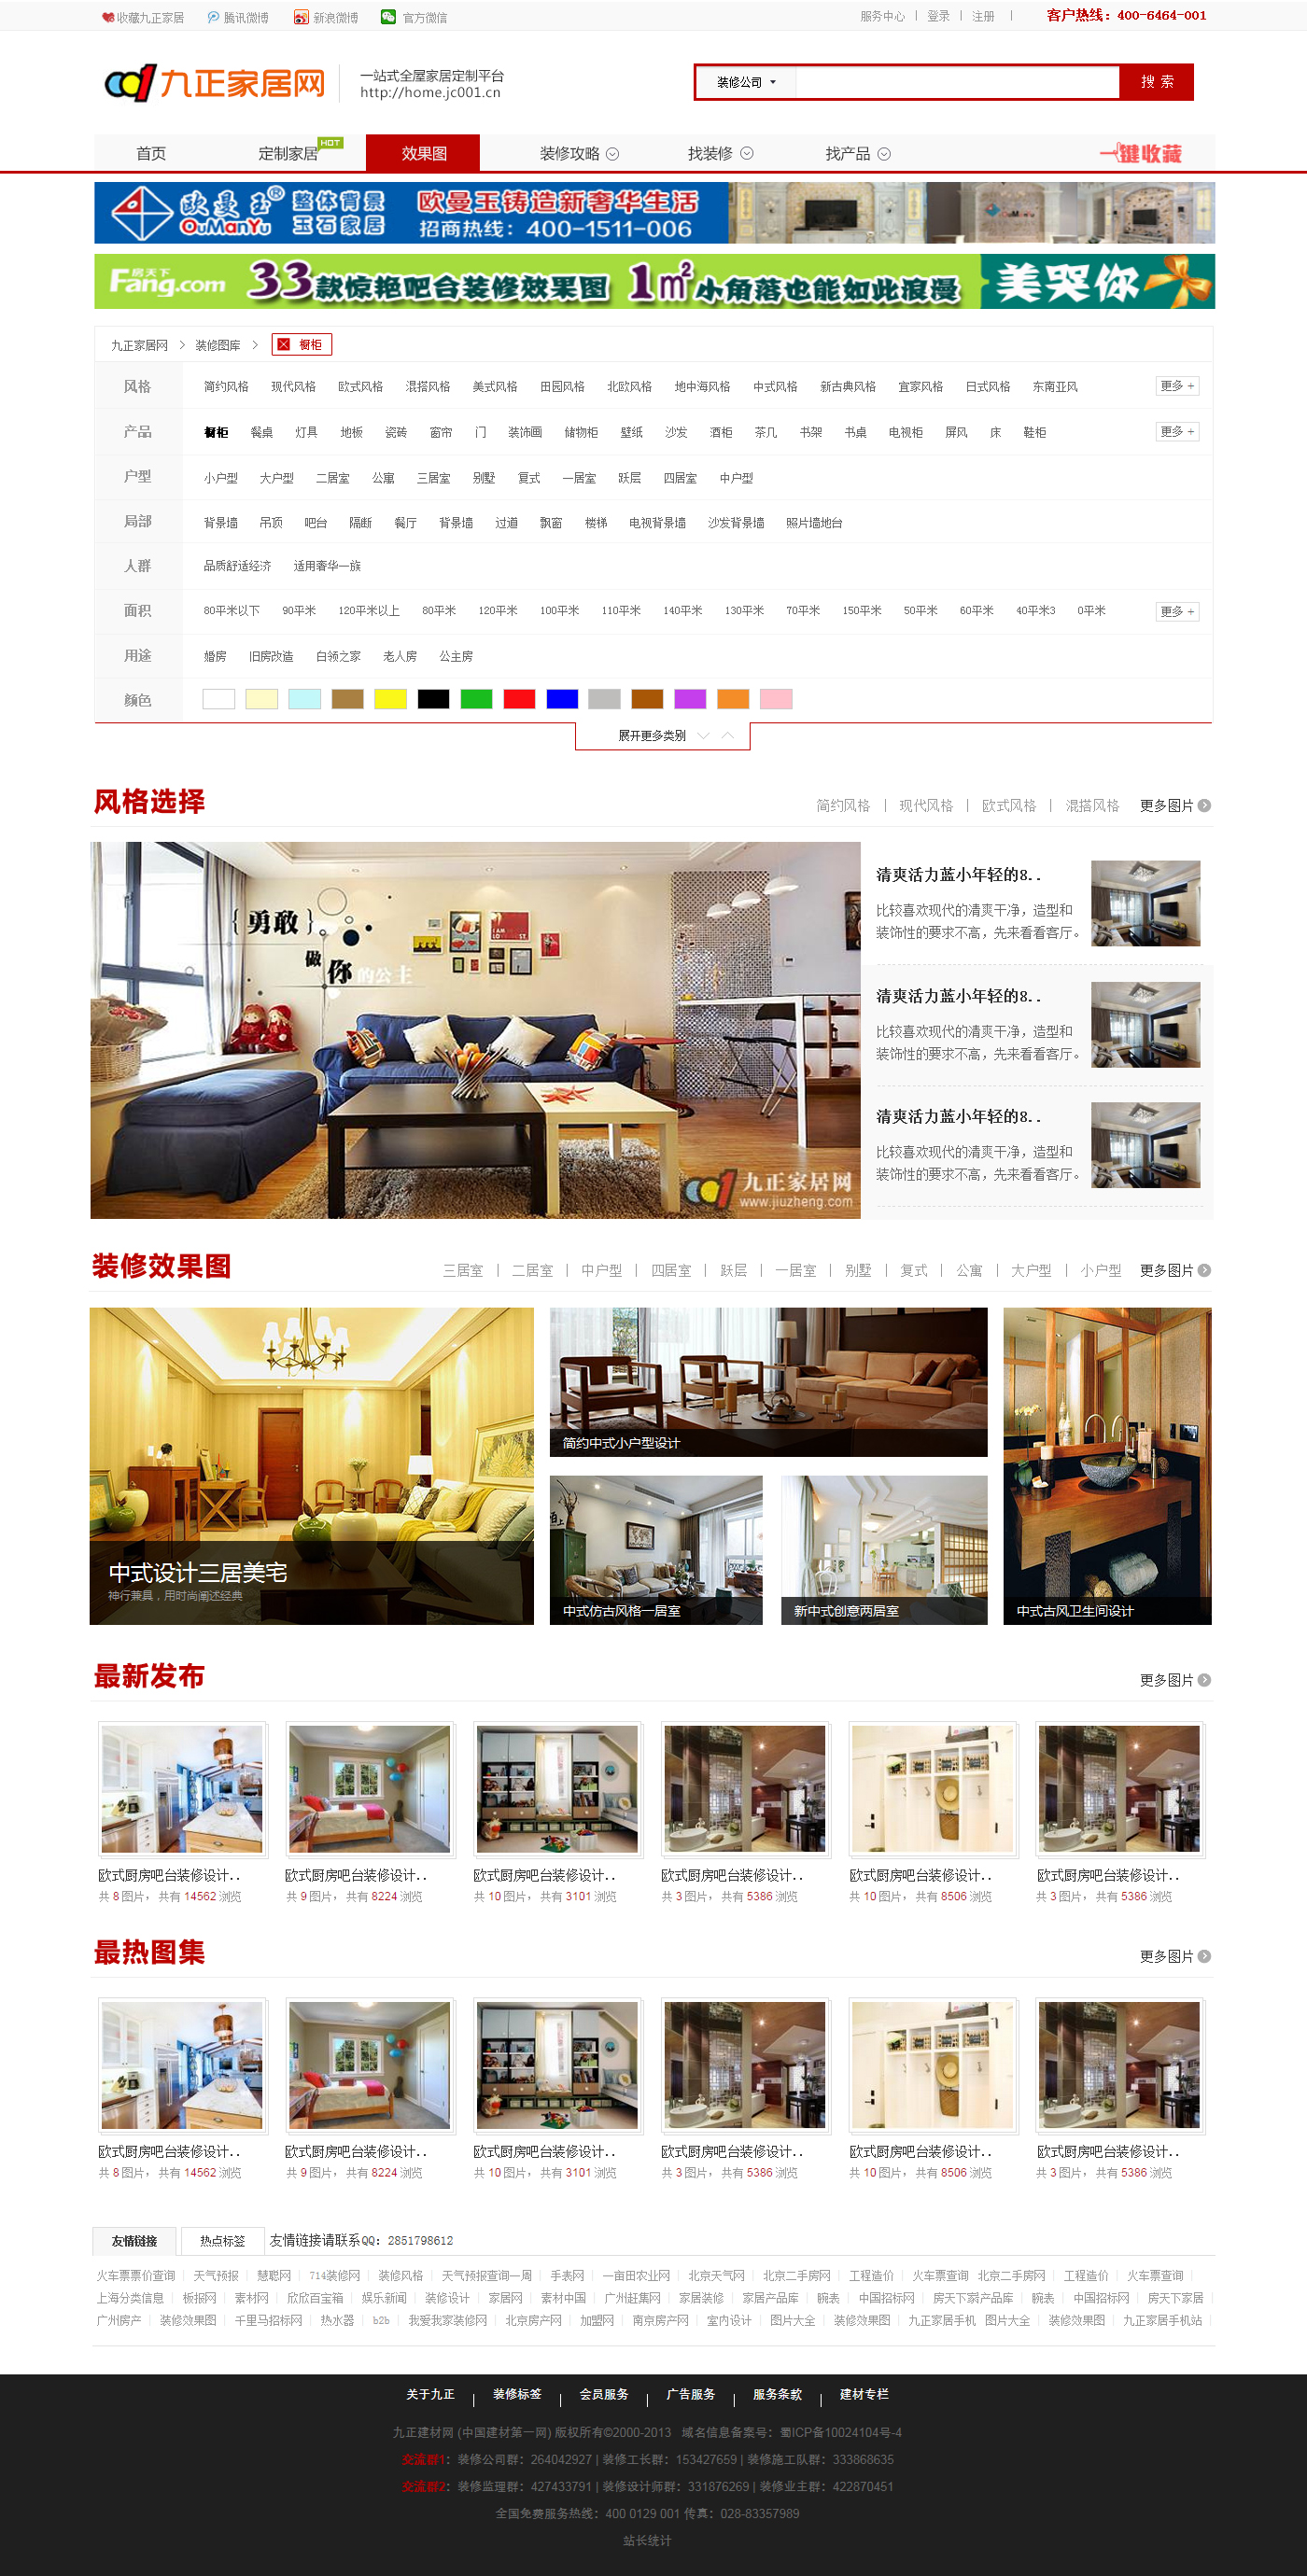 收藏九正家居 腾讯微博 新浪微博 官方微信 服务中心 | 登录 | 注册 | 客户热线：400-6464-001
九正家居网 一站式全屋家居定制平台
http://home.jc001.cn
装修公司 搜 索
首页 定制家居 HOT 效果图 装修攻略 找装修 找产品 一键收藏
欧曼玉® OuManYu 整体背景 玉石家居 欧曼玉铸造新奢华生活
招商热线：400-1511-006
房天下 Fang.com 33款惊艳吧台装修效果图 1m²小角落也能如此浪漫 美哭你
九正家居网 > 装修图库 > 橱柜
风格 简约风格 现代风格 欧式风格 混搭风格 美式风格 田园风格 北欧风格 地中海风格 中式风格 新古典风格 宜家风格 日式风格 东南亚风 更多 +
产品 橱柜 餐桌 灯具 地板 瓷砖 窗帘 门 装饰画 储物柜 壁纸 沙发 酒柜 茶几 书架 书桌 电视柜 屏风 床 鞋柜 更多 +
户型 小户型 大户型 二居室 公寓 三居室 别墅 复式 一居室 跃层 四居室 中户型
局部 背景墙 吊顶 吧台 隔断 餐厅 背景墙 过道 飘窗 楼梯 电视背景墙 沙发背景墙 照片墙地台
人群 品质舒适经济 适用奢华一族
面积 80平米以下 90平米 120平米以上 80平米 120平米 100平米 110平米 140平米 130平米 70平米 150平米 50平米 60平米 40平米3 0平米 更多 +
用途 婚房 旧房改造 白领之家 老人房 公主房
颜色
展开更多类别
风格选择 简约风格 | 现代风格 | 欧式风格 | 混搭风格 更多图片
{勇敢}
做你的公主
九正家居网
www.jiuzheng.com
清爽活力蓝小年轻的8..
比较喜欢现代的清爽干净，造型和
装饰性的要求不高，先来看看客厅。
清爽活力蓝小年轻的8..
比较喜欢现代的清爽干净，造型和
装饰性的要求不高，先来看看客厅。
清爽活力蓝小年轻的8..
比较喜欢现代的清爽干净，造型和
装饰性的要求不高，先来看看客厅。
装修效果图 三居室 | 二居室 | 中户型 | 四居室 | 跃层 | 一居室 | 别墅 | 复式 | 公寓 | 大户型 | 小户型 更多图片
中式设计三居美宅
神行兼具，用时尚阐述经典
简约中式小户型设计
中式仿古风格一居室
新中式创意两居室
中式古风卫生间设计
最新发布 更多图片
欧式厨房吧台装修设计.. 欧式厨房吧台装修设计.. 欧式厨房吧台装修设计.. 欧式厨房吧台装修设计.. 欧式厨房吧台装修设计.. 欧式厨房吧台装修设计..
共 8 图片， 共有 14562 浏览 共 9 图片， 共有 8224 浏览 共 10 图片， 共有 3101 浏览 共 3 图片， 共有 5386 浏览 共 10 图片， 共有 8506 浏览 共 3 图片， 共有 5386 浏览
最热图集 更多图片
欧式厨房吧台装修设计.. 欧式厨房吧台装修设计.. 欧式厨房吧台装修设计.. 欧式厨房吧台装修设计.. 欧式厨房吧台装修设计.. 欧式厨房吧台装修设计..
共 8 图片， 共有 14562 浏览 共 9 图片， 共有 8224 浏览 共 10 图片， 共有 3101 浏览 共 3 图片， 共有 5386 浏览 共 10 图片， 共有 8506 浏览 共 3 图片， 共有 5386 浏览
友情链接 热点标签 友情链接请联系QQ：2851798612
火车票票价查询 | 天气预报 | 慧聪网 | 714装修网 | 装修风格 | 天气预报查询一周 | 手表网 | 一亩田农业网 | 北京天气网 | 北京二手房网 | 工程造价 | 火车票查询 北京二手房网 | 工程造价 | 火车票查询 |
上海分类信息 | 板报网 | 素材网 | 欣欣百宝箱 | 娱乐新闻 | 装修设计 | 家居网 | 素材中国 | 广州赶集网 | 家居装修 | 家居产品库 | 腕表 | 中国招标网 | 房天下家|产品库 | 腕表 | 中国招标网 | 房天下家居 |
广州房产 | 装修效果图 | 千里马招标网 | 热水器 | b2b | 我爱我家装修网 | 北京房产网 | 加盟网 | 南京房产网 | 室内设计 | 图片大全 | 装修效果图 | 九正家居手机 图片大全 | 装修效果图 | 九正家居手机站 |
关于九正 | 装修标签 | 会员服务 | 广告服务 | 服务条款 | 建材专栏
九正建材网 (中国建材第一网) 版权所有©2000-2013 域名信息备案号：蜀ICP备10024104号-4
交流群1：装修公司群：264042927 | 装修工长群：153427659 | 装修施工队群：333868635
交流群2：装修监理群：427433791 | 装修设计师群：331876269 | 装修业主群：422870451
全国免费服务热线：400 0129 001 传真：028-83357989
站长统计